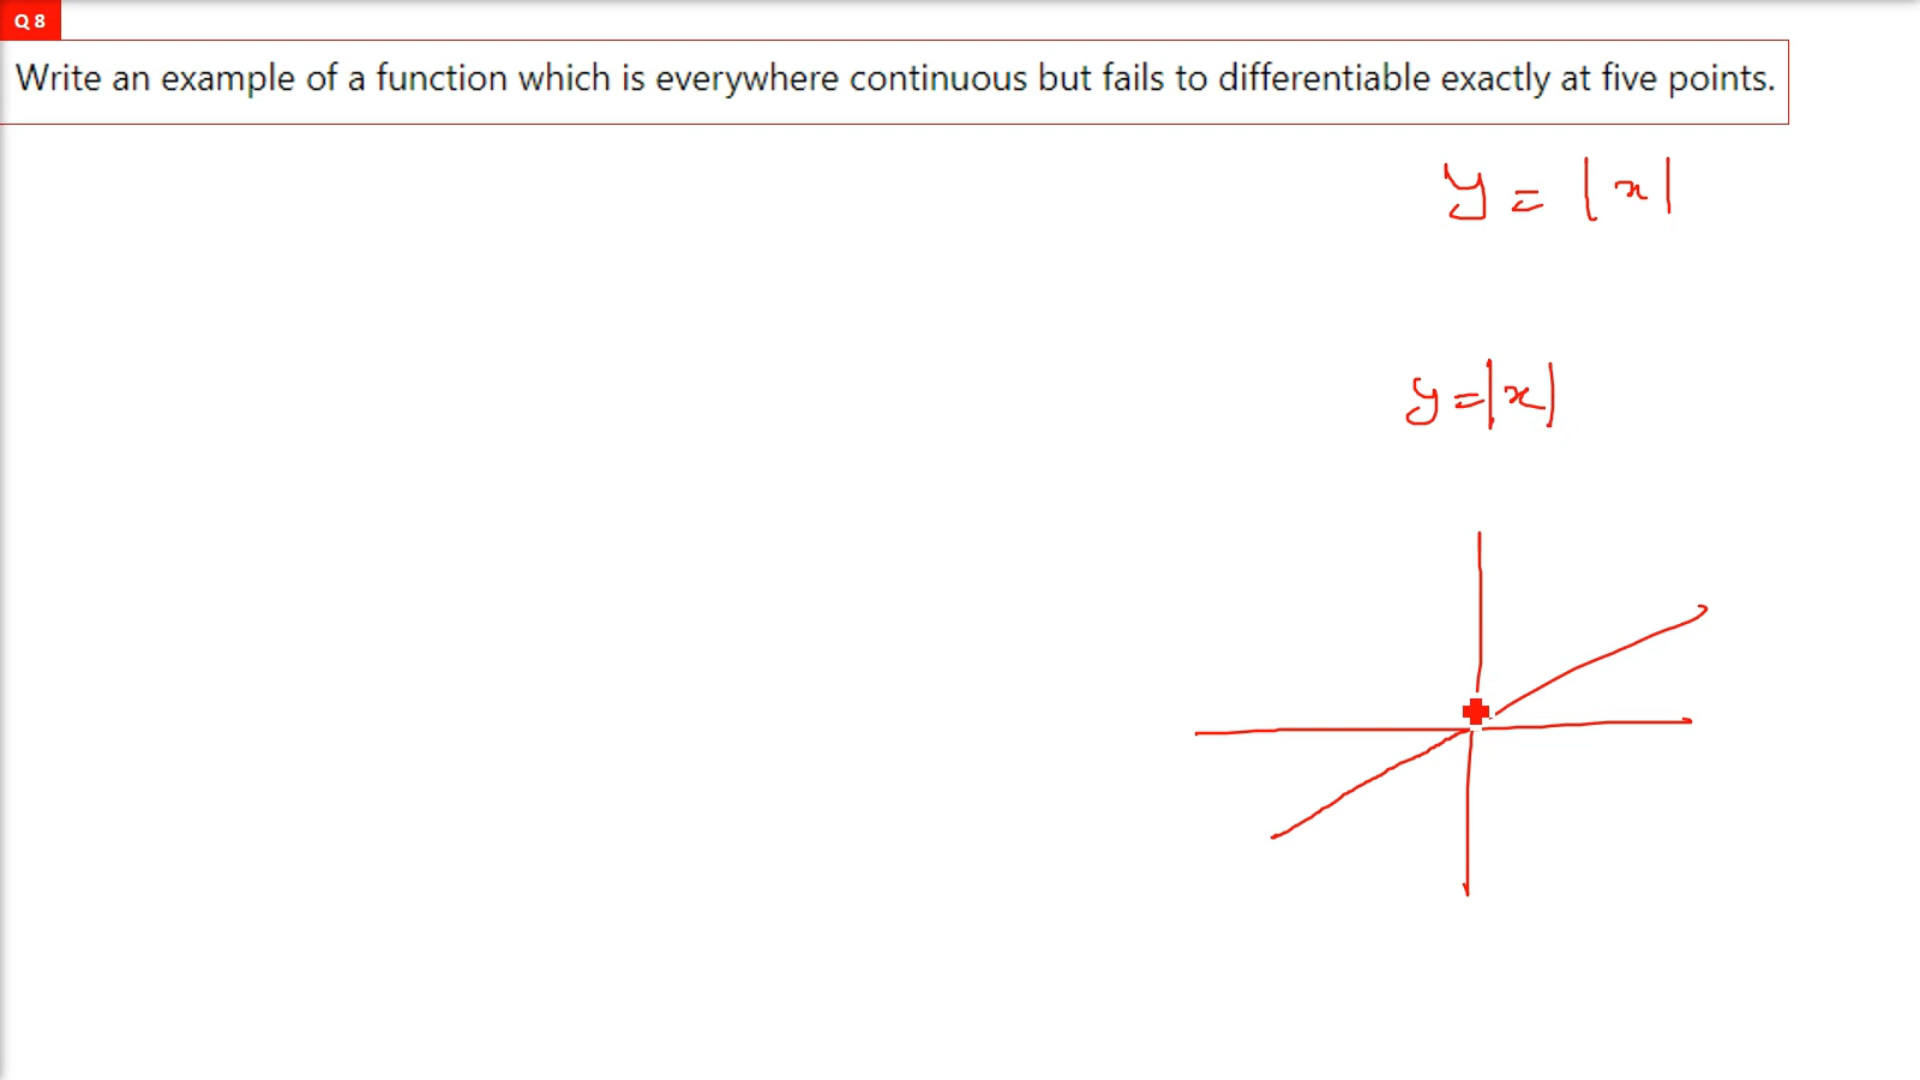 Q 8
Write an example of a function which is everywhere continuous but fails to differentiable exactly at five points.
y = |x|
y = |x|